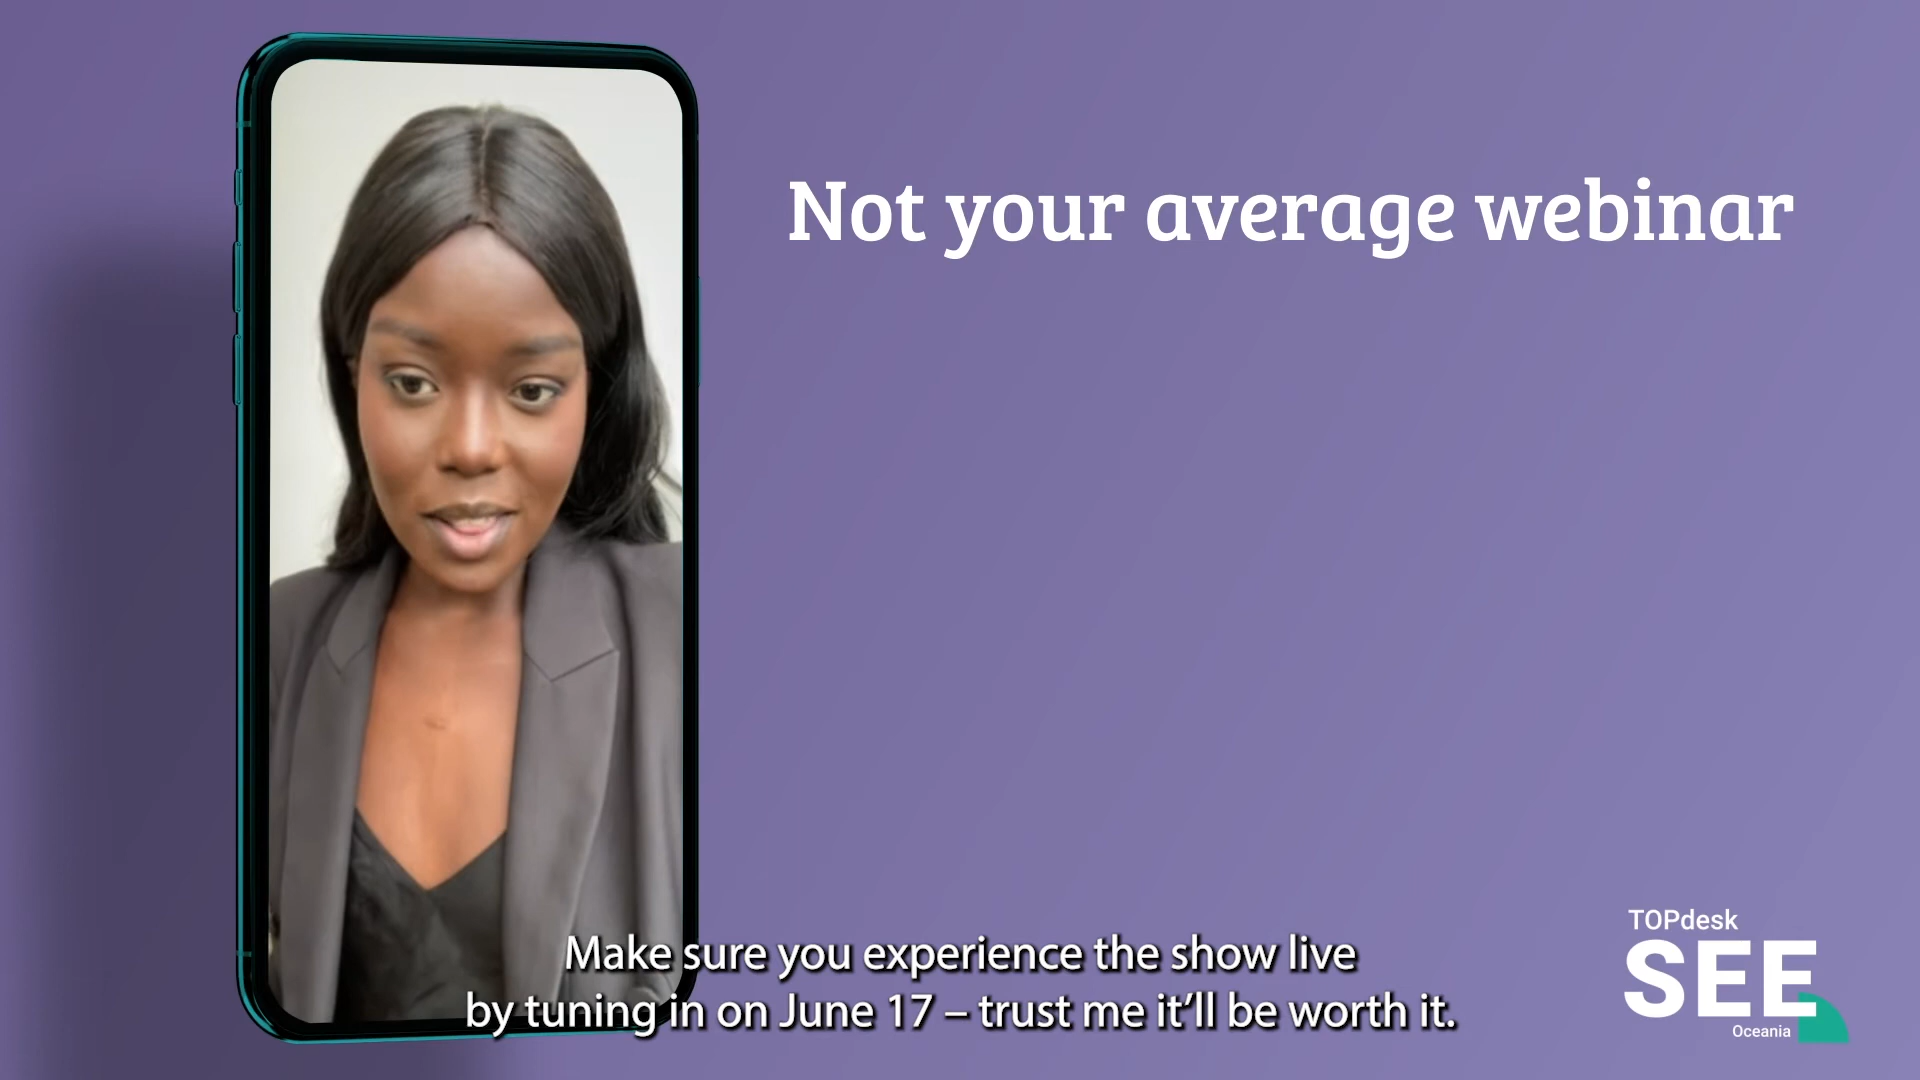 Not your average webinar
Make sure you experience the show live
by tuning in on June 17 – trust me it’ll be worth it.
TOPdesk
SEE
Oceania